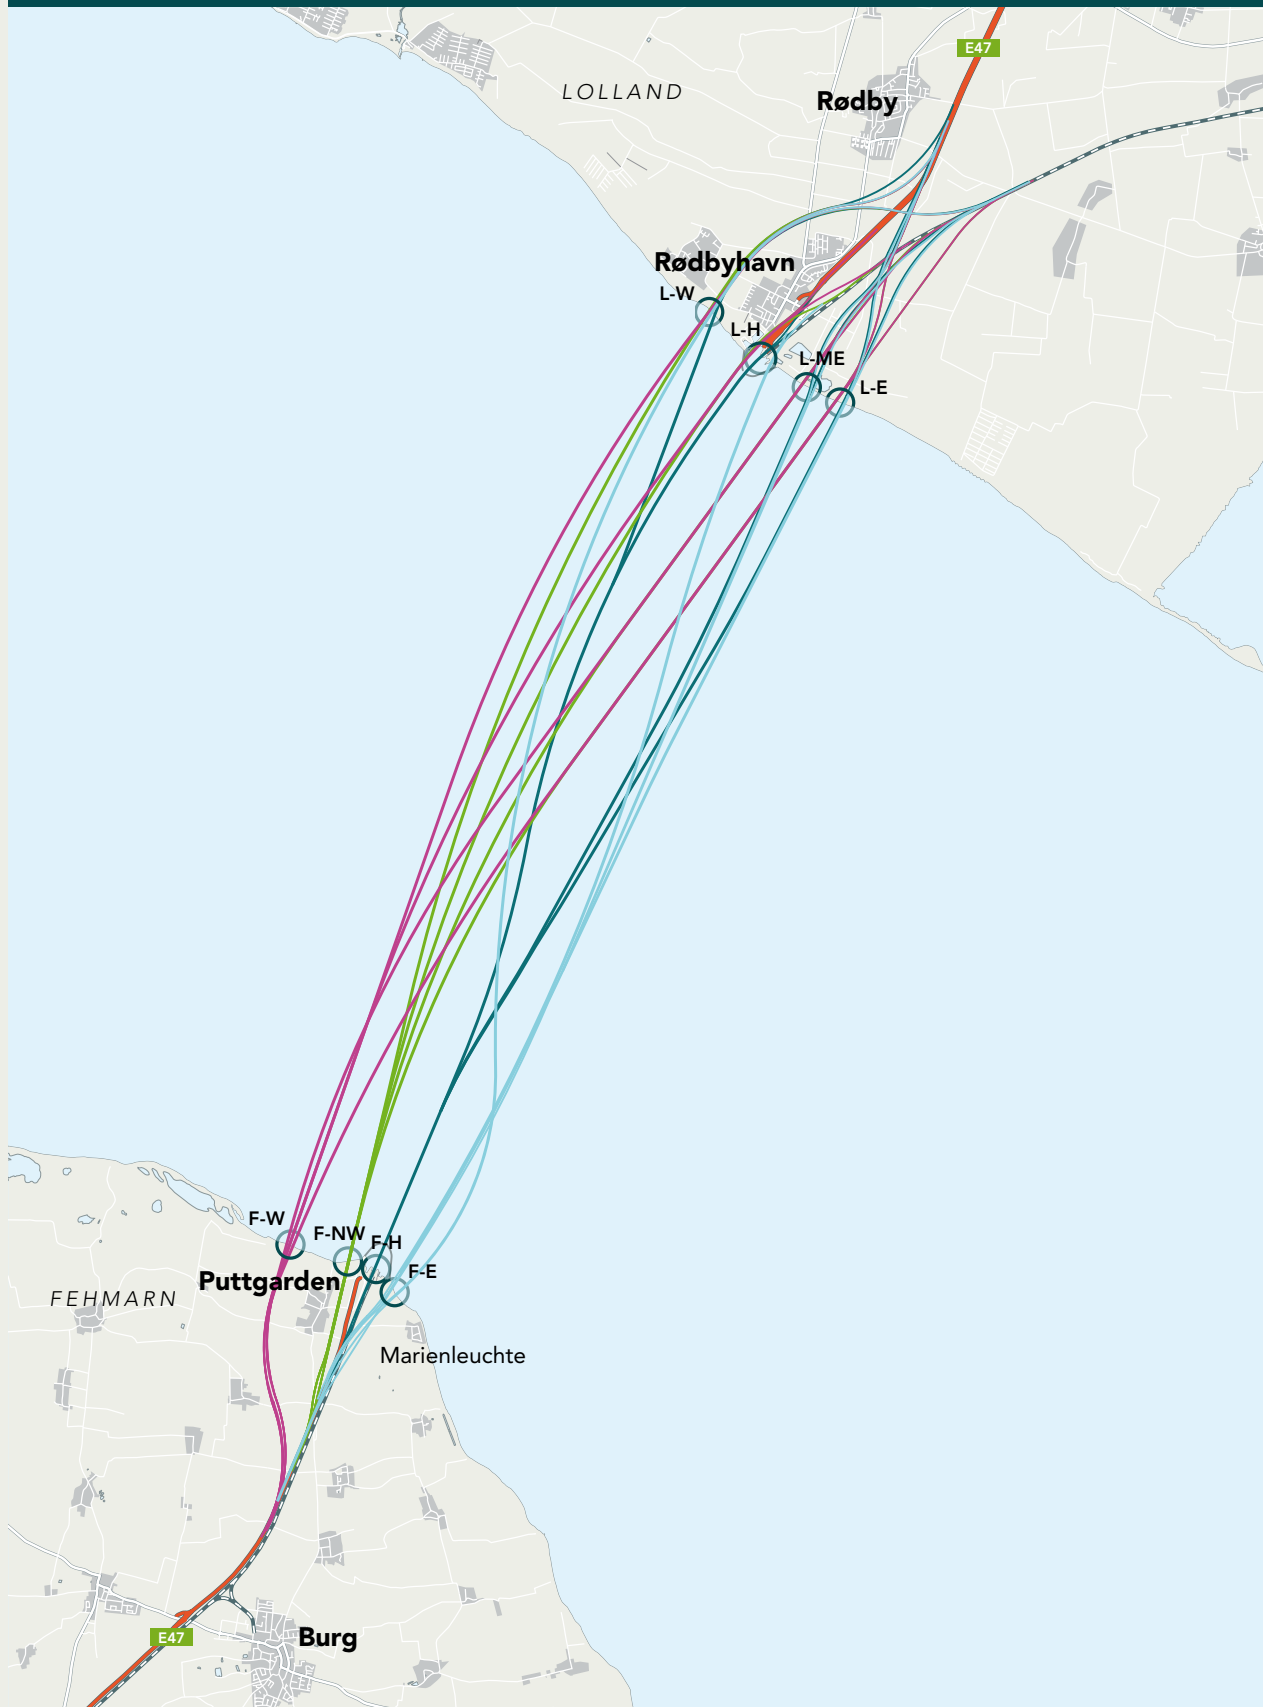 E47
LOLLAND
Rødby
Rødbyhavn
L-W
L-H
L-ME
L-E
F-W
F-NW
F-H
F-E
Puttgarden
FEHMARN
Marienleuchte
E47
Burg